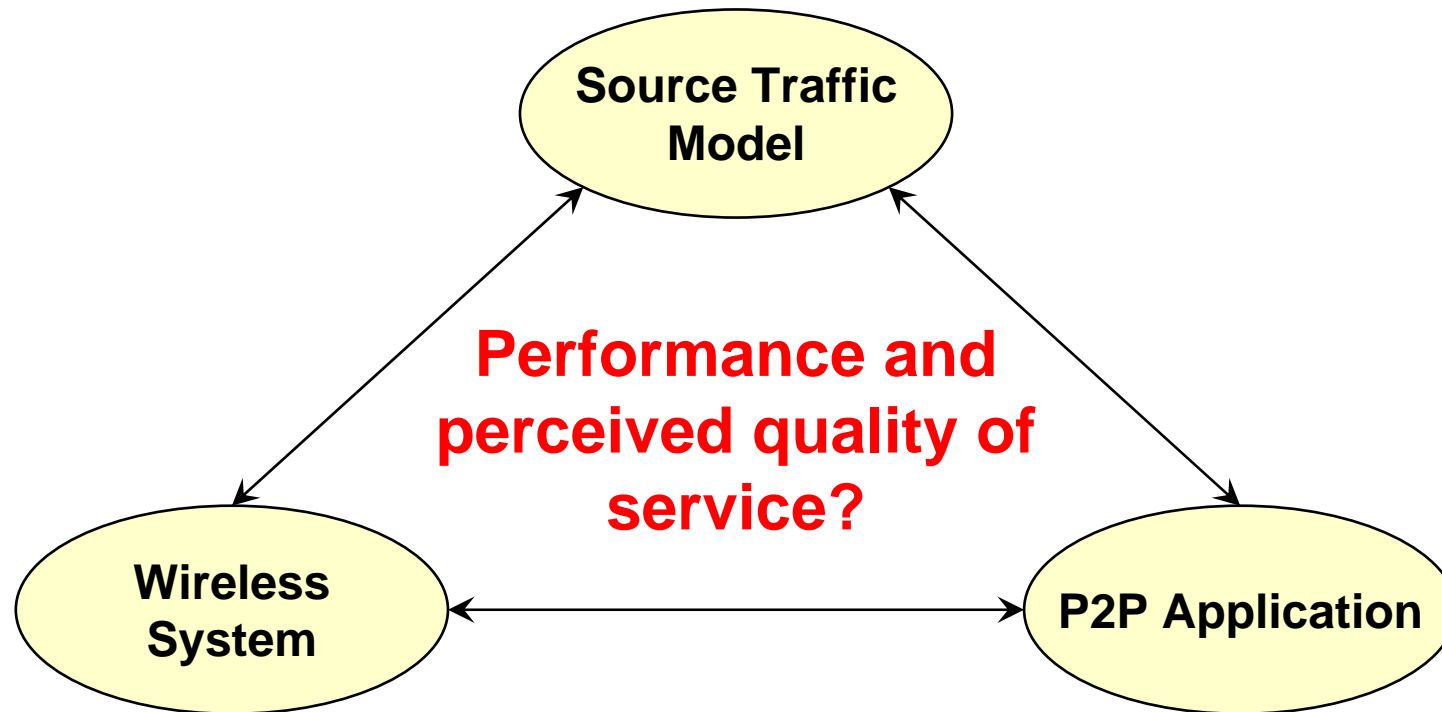 Source Traffic
Model
Performance and
perceived quality of
service?
Wireless
System
P2P Application